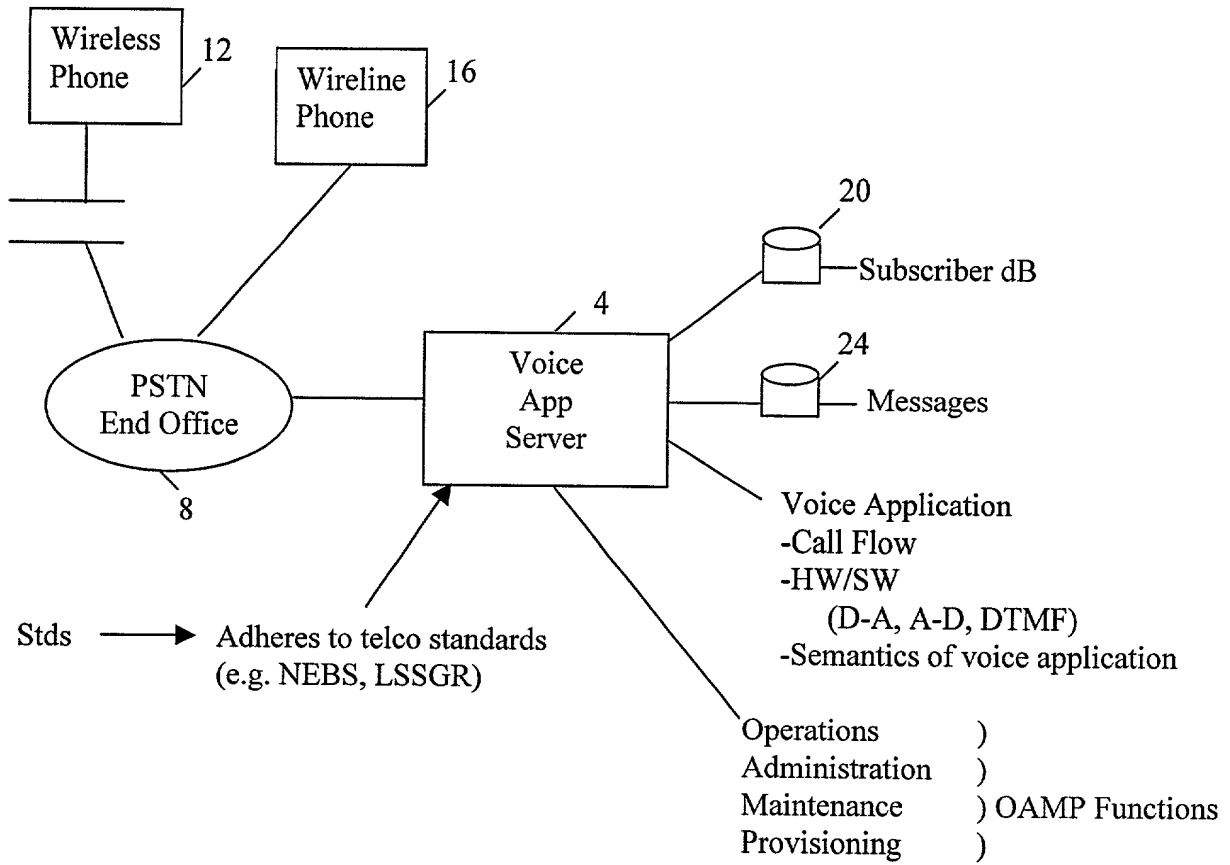 Wireless
Phone
12
Wireline
Phone
16
20
Subscriber dB
4
Voice
App
Server
24
Messages
PSTN
End Office
8
Voice Application
-Call Flow
-HW/SW
(D-A, A-D, DTMF)
-Semantics of voice application
Stds
Adheres to telco standards
(e.g. NEBS, LSSGR)
Operations )
Administration )
Maintenance ) OAMP Functions
Provisioning )